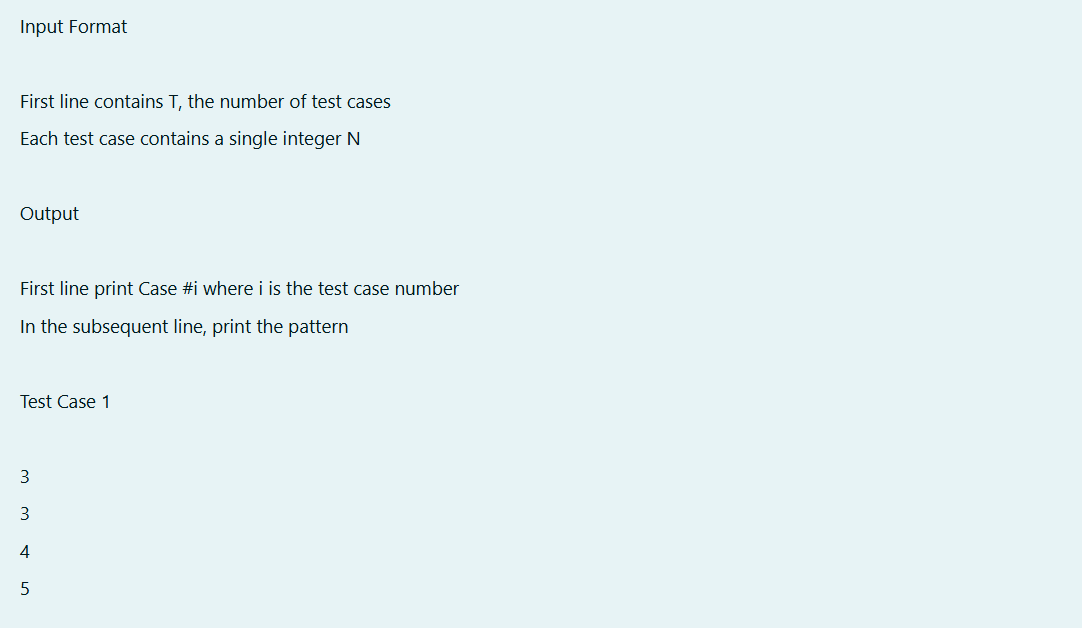 Input Format
First line contains T, the number of test cases
Each test case contains a single integer N
Output
First line print Case #i where i is the test case number
In the subsequent line, print the pattern
Test Case 1
3
3
4
5